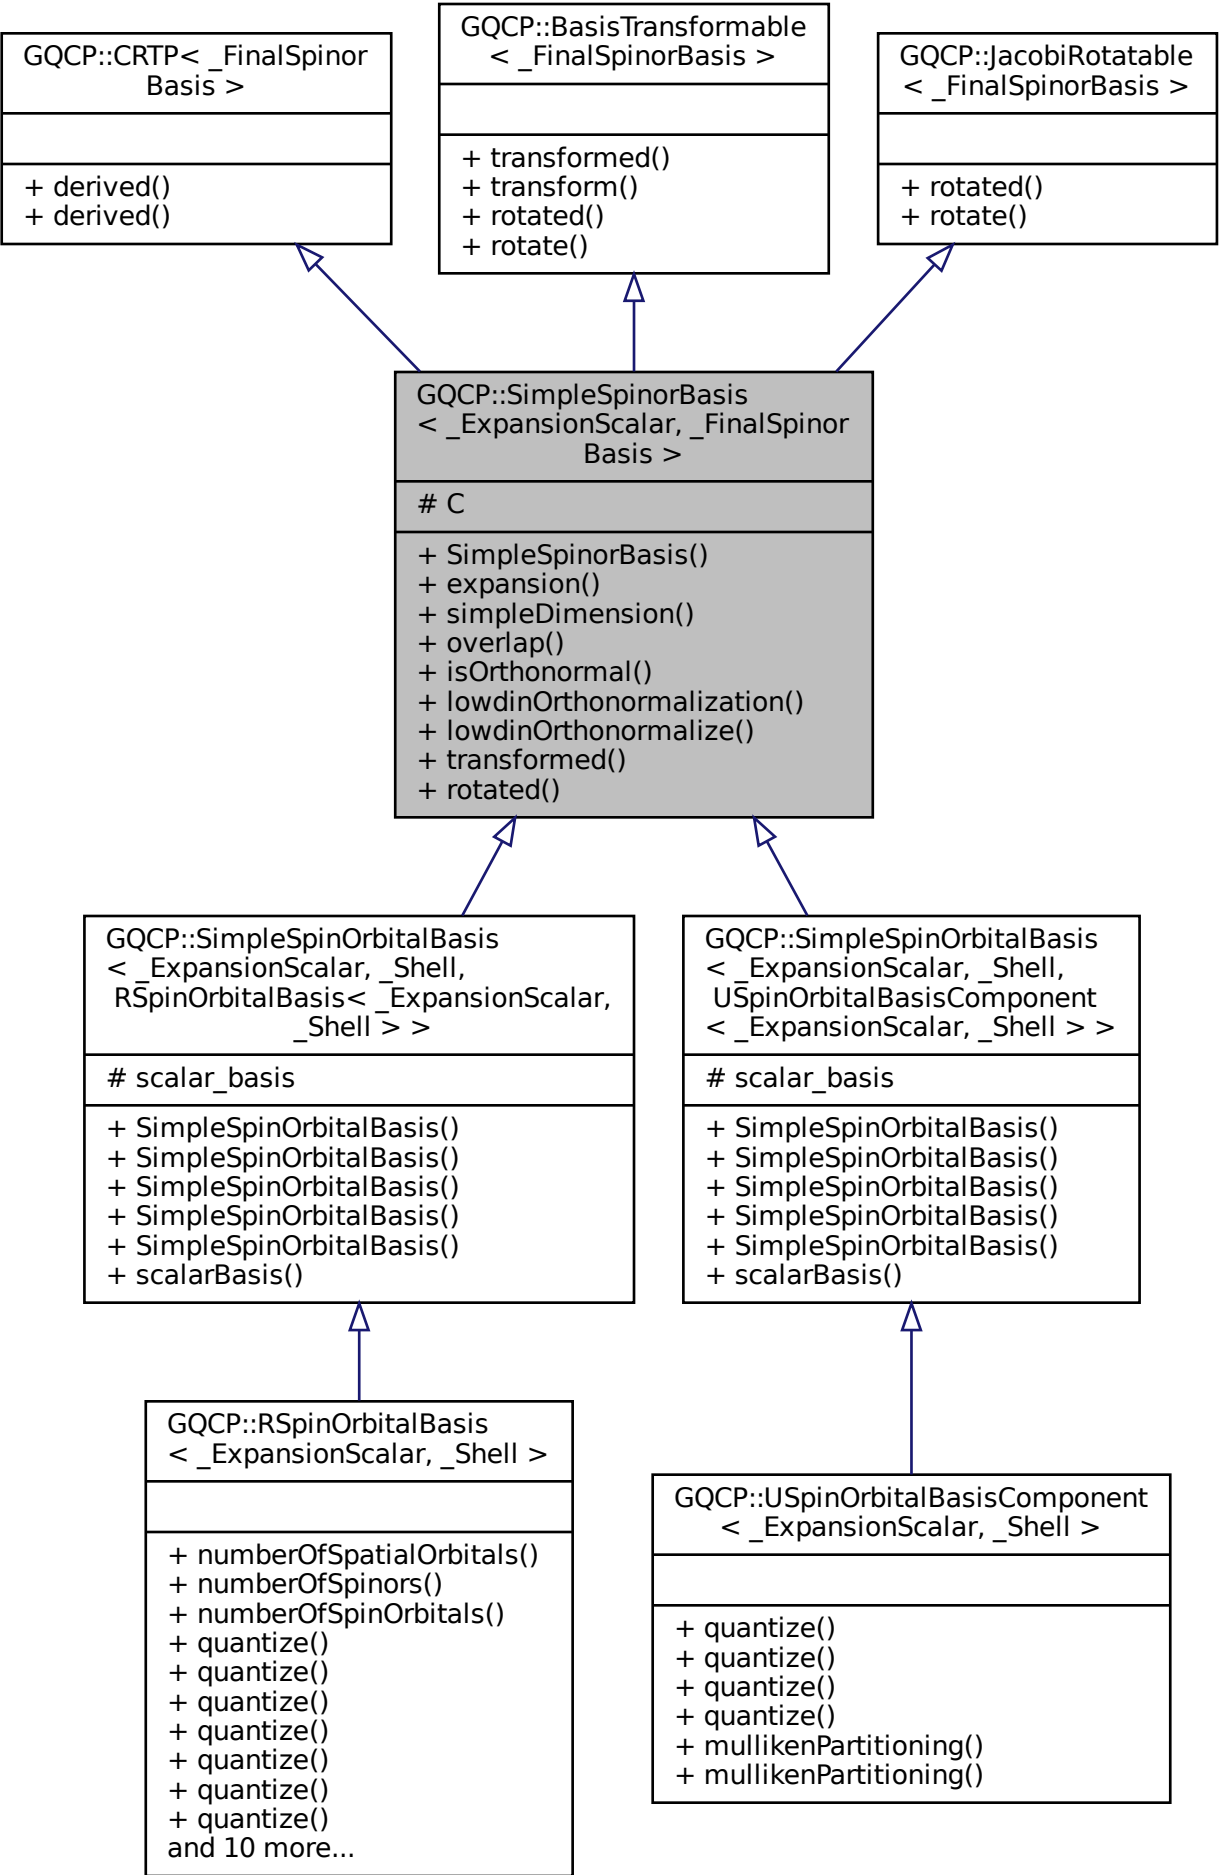 GQCP::CRTP< _FinalSpinor
Basis >
+ derived()
+ derived()
GQCP::BasisTransformable
< _FinalSpinorBasis >
+ transformed()
+ transform()
+ rotated()
+ rotate()
GQCP::JacobiRotatable
< _FinalSpinorBasis >
+ rotated()
+ rotate()
GQCP::SimpleSpinorBasis
< _ExpansionScalar, _FinalSpinor
Basis >
# C
+ SimpleSpinorBasis()
+ expansion()
+ simpleDimension()
+ overlap()
+ isOrthonormal()
+ lowdinOrthonormalization()
+ lowdinOrthonormalize()
+ transformed()
+ rotated()
GQCP::SimpleSpinOrbitalBasis
< _ExpansionScalar, _Shell,
RSpinOrbitalBasis< _ExpansionScalar,
_Shell > >
# scalar_basis
+ SimpleSpinOrbitalBasis()
+ SimpleSpinOrbitalBasis()
+ SimpleSpinOrbitalBasis()
+ SimpleSpinOrbitalBasis()
+ SimpleSpinOrbitalBasis()
+ scalarBasis()
GQCP::SimpleSpinOrbitalBasis
< _ExpansionScalar, _Shell,
USpinOrbitalBasisComponent
< _ExpansionScalar, _Shell > >
# scalar_basis
+ SimpleSpinOrbitalBasis()
+ SimpleSpinOrbitalBasis()
+ SimpleSpinOrbitalBasis()
+ SimpleSpinOrbitalBasis()
+ SimpleSpinOrbitalBasis()
+ scalarBasis()
GQCP::RSpinOrbitalBasis
< _ExpansionScalar, _Shell >
+ numberOfSpatialOrbitals()
+ numberOfSpinors()
+ numberOfSpinOrbitals()
+ quantize()
+ quantize()
+ quantize()
+ quantize()
+ quantize()
+ quantize()
+ quantize()
and 10 more...
GQCP::USpinOrbitalBasisComponent
< _ExpansionScalar, _Shell >
+ quantize()
+ quantize()
+ quantize()
+ quantize()
+ mullikenPartitioning()
+ mullikenPartitioning()